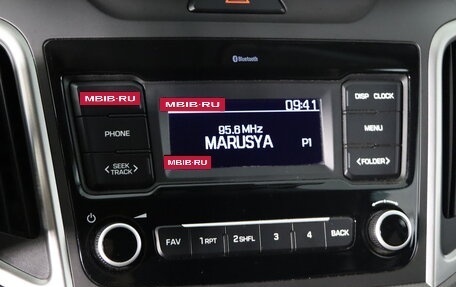 Bluetooth
MBIB·RU
MBIB·RU
09:41
DISP CLOCK
95.6 MHz
PHONE
MENU
MARUSYA P1
MBIB·RU
SEEK
TRACK
FOLDER
FAV 1 RPT 2 SHFL 3 4 BACK